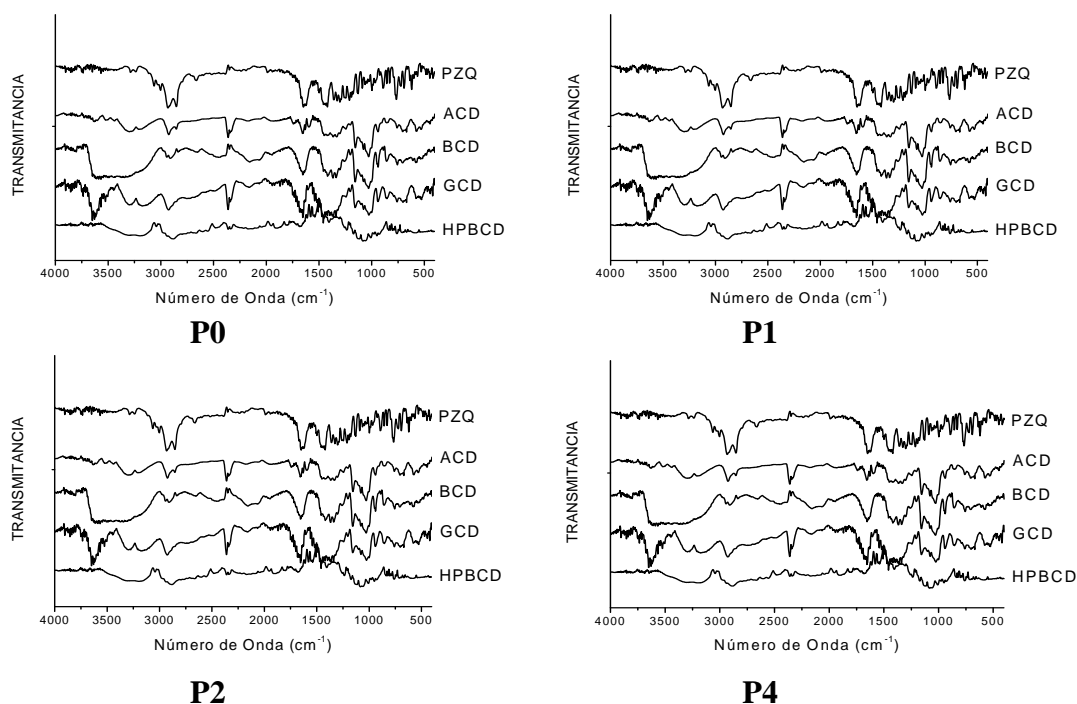 TRANSMITANCIA
PZQ
ACD
BCD
GCD
HPBCD
4000 3500 3000 2500 2000 1500 1000 500
Número de Onda (cm⁻¹)
P0
TRANSMITANCIA
PZQ
ACD
BCD
GCD
HPBCD
4000 3500 3000 2500 2000 1500 1000 500
Número de Onda (cm⁻¹)
P1
TRANSMITANCIA
PZQ
ACD
BCD
GCD
HPBCD
4000 3500 3000 2500 2000 1500 1000 500
Número de Onda (cm⁻¹)
P2
TRANSMITANCIA
PZQ
ACD
BCD
GCD
HPBCD
4000 3500 3000 2500 2000 1500 1000 500
Número de Onda (cm⁻¹)
P4